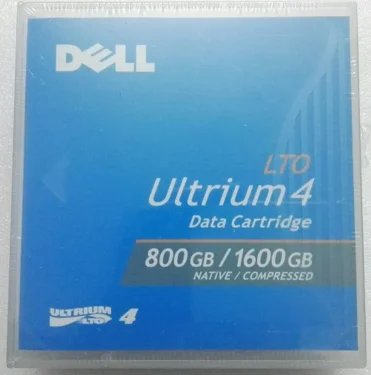 DELL
LTO
Ultrium 4
Data Cartridge
800 GB / 1600 GB
NATIVE / COMPRESSED
ULTRIUM
LTO 4